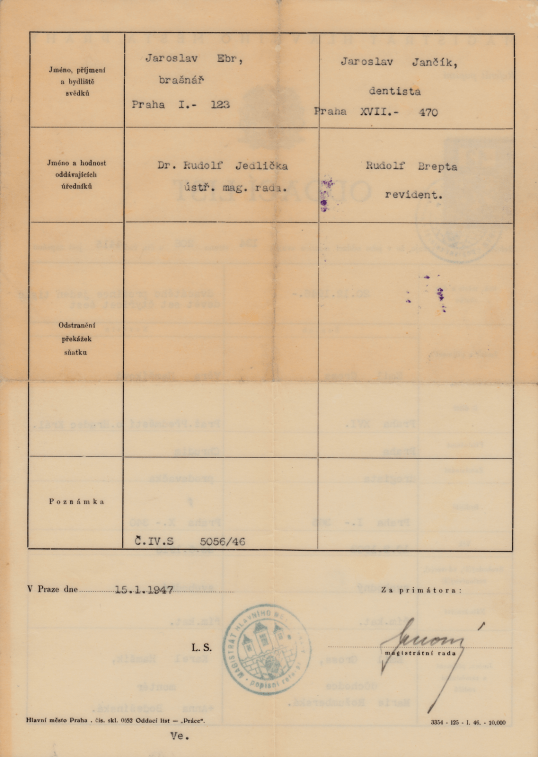 Jméno, příjmení
a bydliště
svědků
Jaroslav Ebr,
brašnář
Praha I.- 123
Jaroslav Jančík,
dentista
Praha XVII.- 470
Jméno a hodnost
oddávajících
úředníků
Dr. Rudolf Jedlička
ústř. mag. rada.
Rudolf Brepta
revident.
Odstranění
překážek
sňatku
Poznámka
Č.IV.S 5056/46
V Praze dne 15.1.1947
Za primátora:
L. S.
magistrátní rada
Hlavní město Praha - čís. skl. 0852 Oddací list — „Práce".
3354 - 125 - I. 46. - 10.000
Ve.